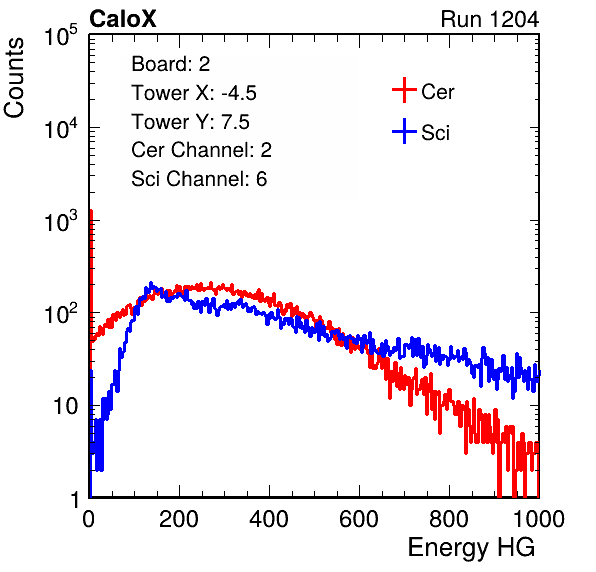 CaloX
Run 1204
Counts
Board: 2
Tower X: -4.5
Tower Y: 7.5
Cer Channel: 2
Sci Channel: 6
Cer
Sci
10^5
10^4
10^3
10^2
10
1
0 200 400 600 800 1000
Energy HG